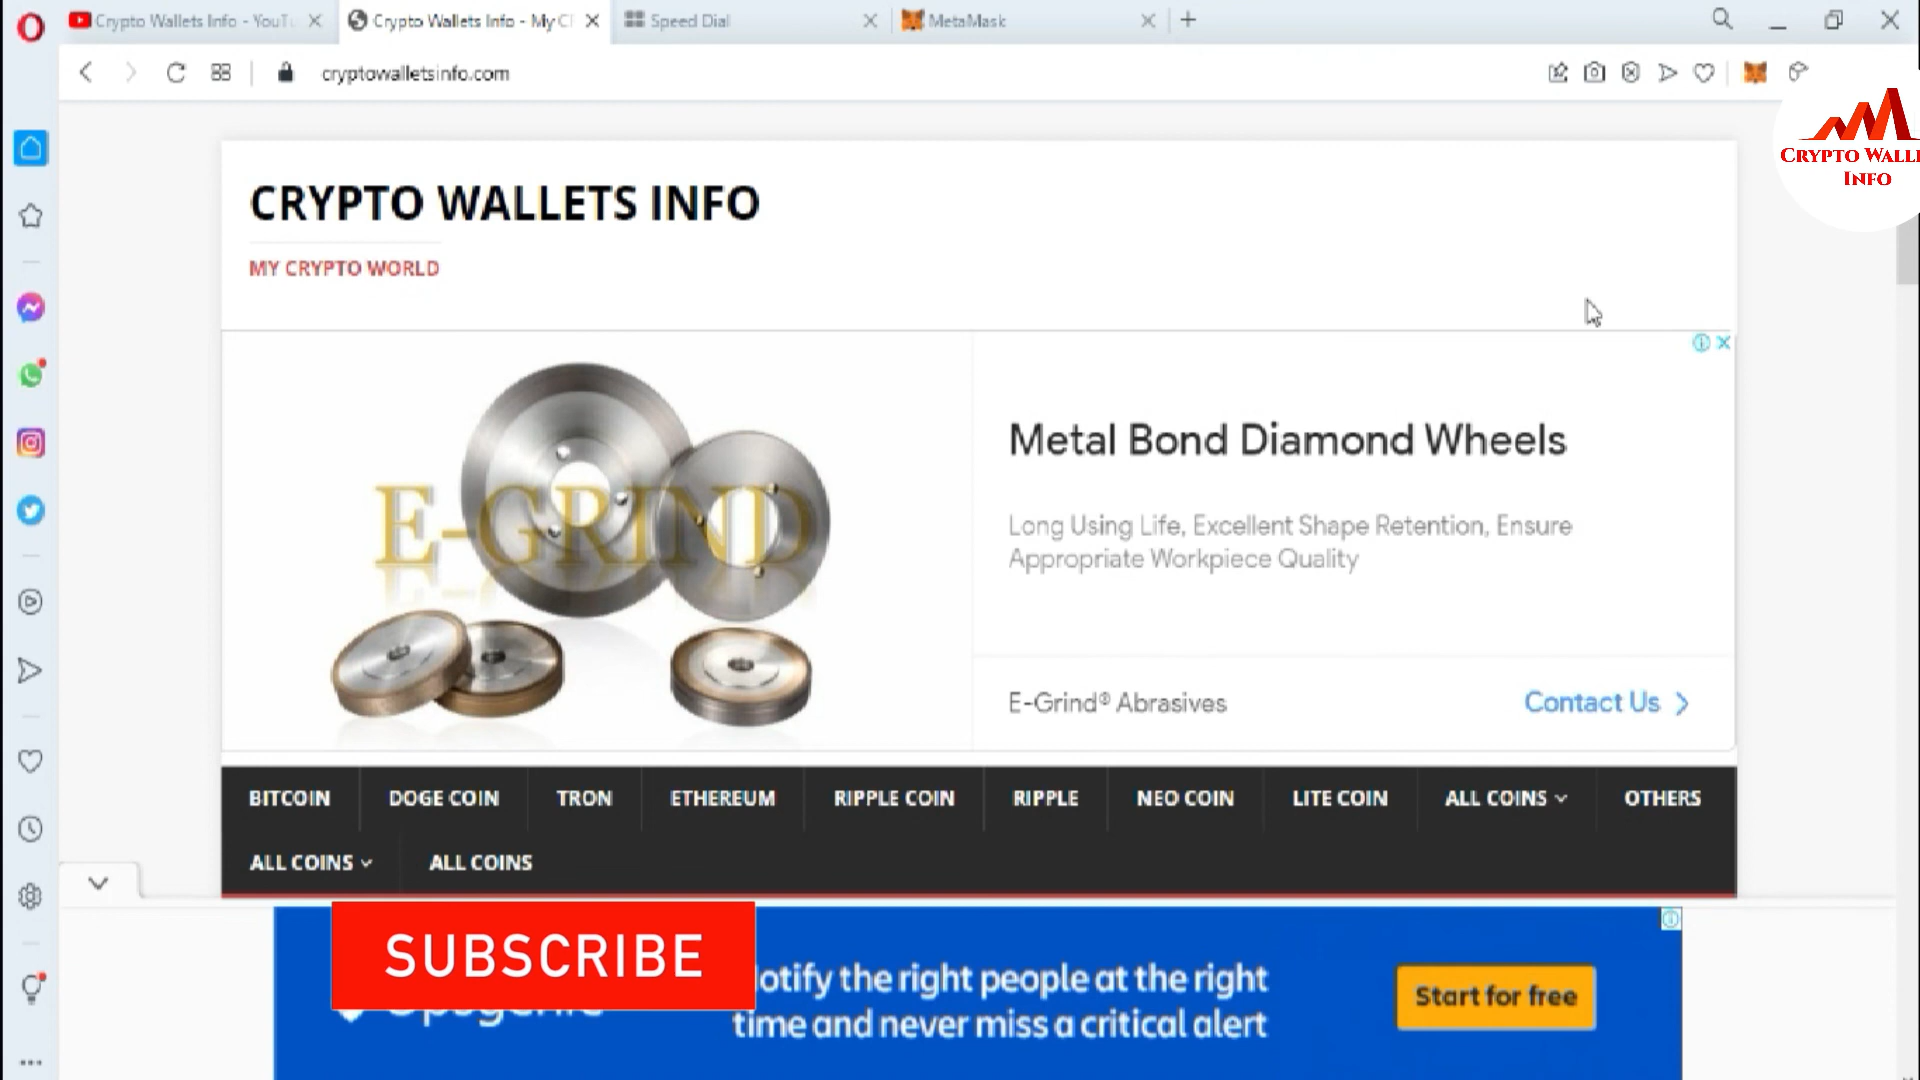 Crypto Wallets Info - YouTu
Crypto Wallets Info - My C
Speed Dial
MetaMask
cryptowalletsinfo.com
CRYPTO WALLE
INFO
CRYPTO WALLETS INFO
MY CRYPTO WORLD
E-GRIND
Metal Bond Diamond Wheels
Long Using Life, Excellent Shape Retention, Ensure
Appropriate Workpiece Quality
E-Grind® Abrasives
Contact Us
BITCOIN
DOGE COIN
TRON
ETHEREUM
RIPPLE COIN
RIPPLE
NEO COIN
LITE COIN
ALL COINS
OTHERS
ALL COINS
ALL COINS
SUBSCRIBE
otify the right people at the right
time and never miss a critical alert
Start for free